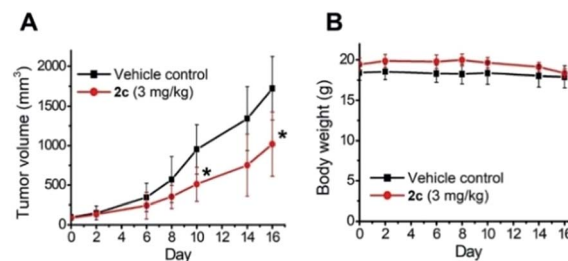 A
Tumor volume (mm³)
2000
1500
1000
500
0
Vehicle control
2c (3 mg/kg)
*
*
0 2 4 6 8 10 12 14 16
Day
B
Body weight (g)
20
15
10
5
0
Vehicle control
2c (3 mg/kg)
0 2 4 6 8 10 12 14 16
Day